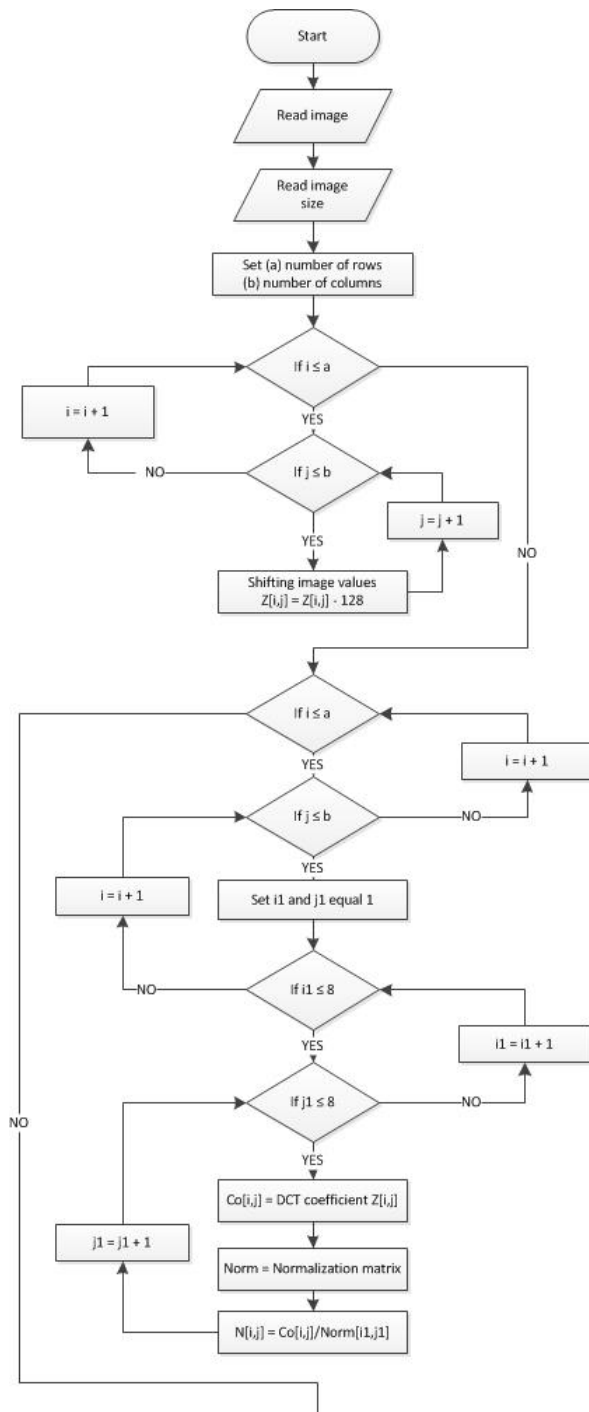 Start
Read image
Read image
size
Set (a) number of rows
(b) number of columns
If i ≤ a
i = i + 1
YES
NO
If j ≤ b
j = j + 1
YES
NO
Shifting image values
Z[i,j] = Z[i,j] - 128
If i ≤ a
YES
i = i + 1
If j ≤ b
NO
YES
i = i + 1
Set i1 and j1 equal 1
NO
If i1 ≤ 8
YES
i1 = i1 + 1
If j1 ≤ 8
NO
NO
YES
Co[i,j] = DCT coefficient Z[i,j]
j1 = j1 + 1
Norm = Normalization matrix
N[i,j] = Co[i,j]/Norm[i1,j1]